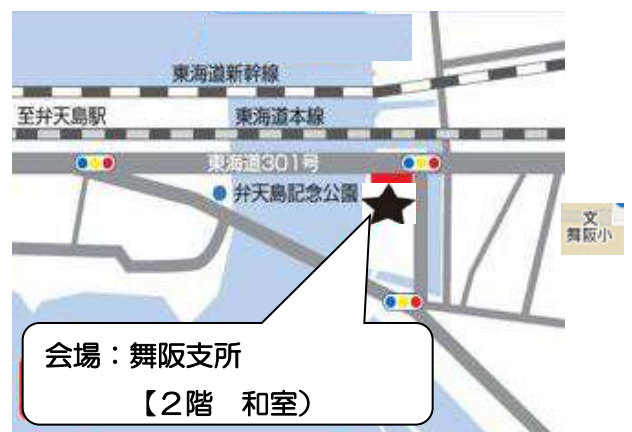 東海道新幹線
至弁天島駅
東海道本線
東海道301号
弁天島記念公園
文
舞阪小
会場：舞阪支所
【２階　和室）